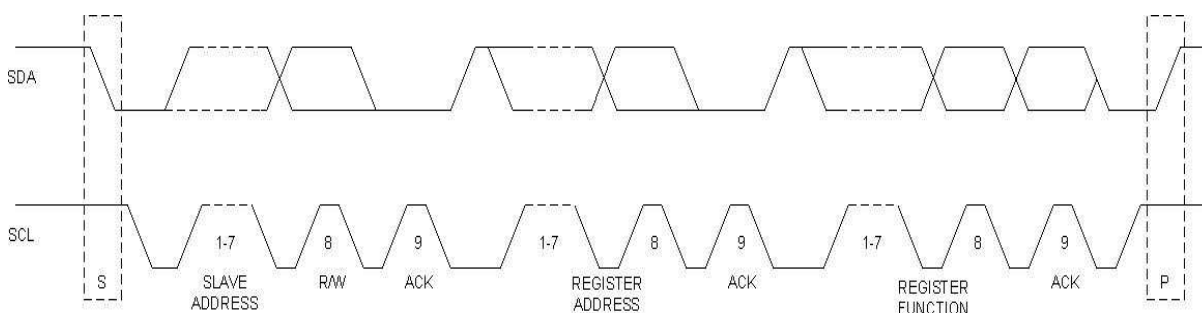 SDA
SCL
1-7 8 9 1-7 8 9 1-7 8 9
S SLAVE ADDRESS R/W ACK REGISTER ADDRESS ACK REGISTER FUNCTION ACK P